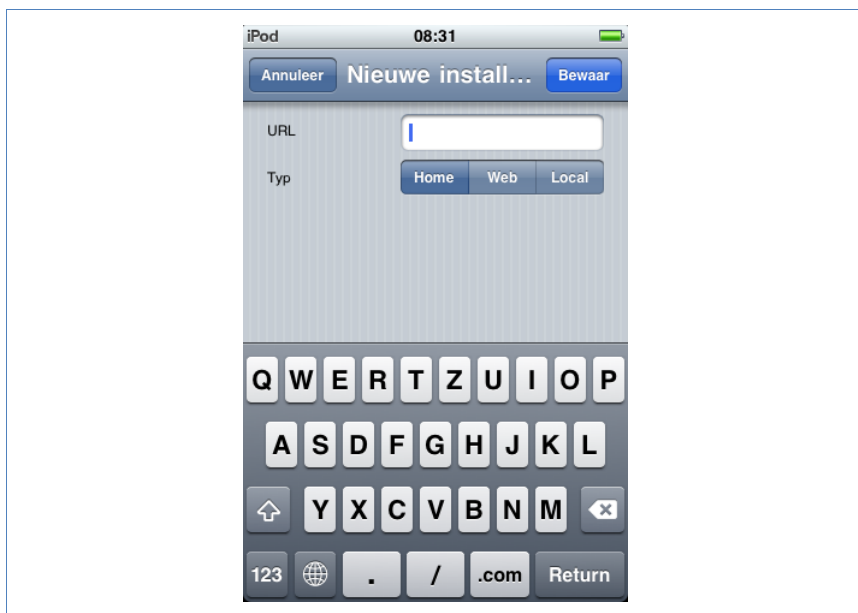 iPod 08:31
Annuleer Nieuwe install... Bewaar
URL
Typ Home Web Local
Q W E R T Z U I O P
A S D F G H J K L
Y X C V B N M
123 . / .com Return